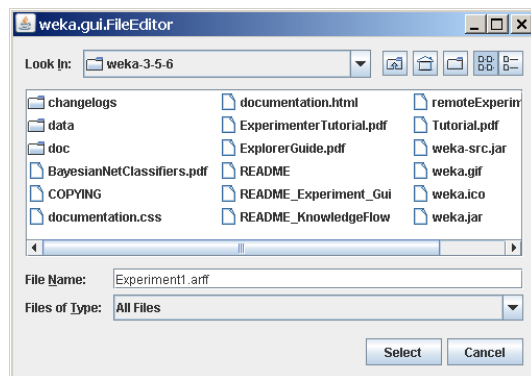 weka.gui.FileEditor
Look In: weka-3-5-6
changelogs
data
doc
BayesianNetClassifiers.pdf
COPYING
documentation.css
documentation.html
ExperimenterTutorial.pdf
ExplorerGuide.pdf
README
README_Experiment_Gui
README_KnowledgeFlow
remoteExperim
Tutorial.pdf
weka-src.jar
weka.gif
weka.ico
weka.jar
File Name: Experiment1.arff
Files of Type: All Files
Select Cancel